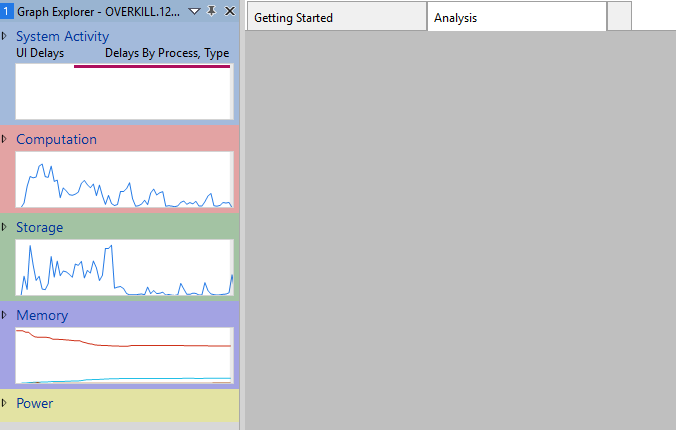 1 Graph Explorer - OVERKILL.12...
Getting Started
Analysis
System Activity
UI Delays Delays By Process, Type
Computation
Storage
Memory
Power